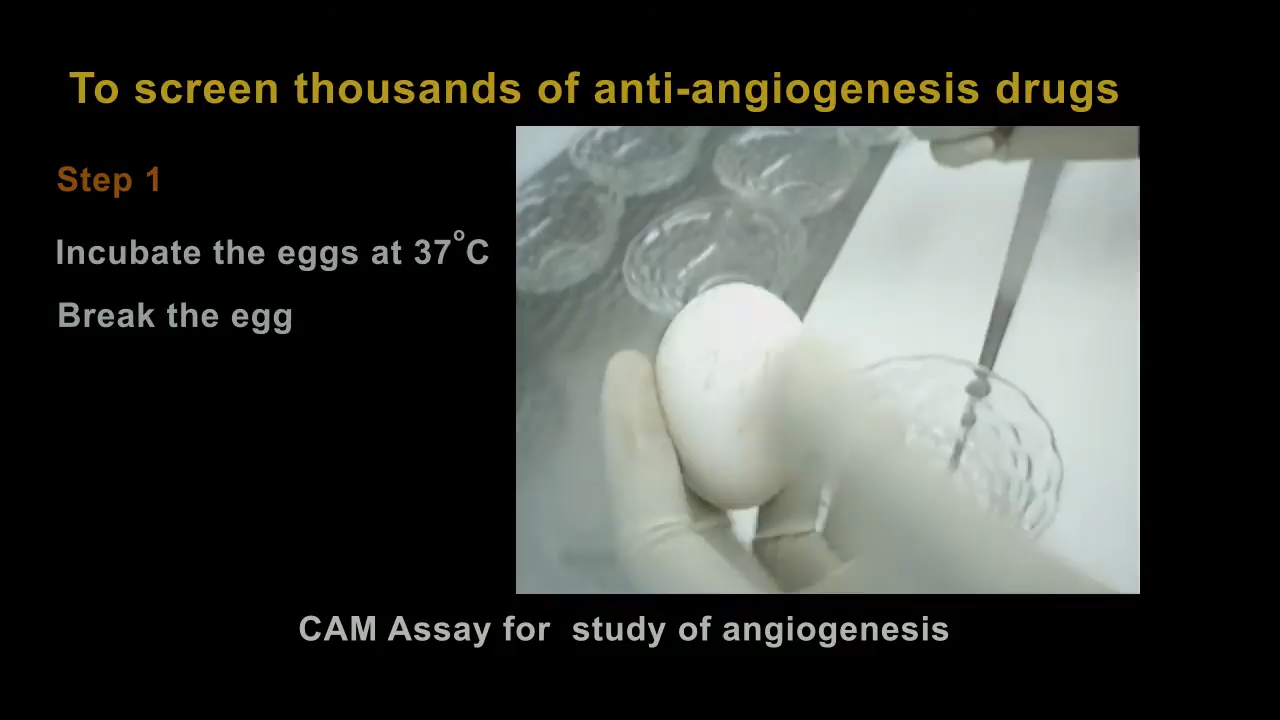 To screen thousands of anti-angiogenesis drugs
Step 1
Incubate the eggs at 37°C
Break the egg
CAM Assay for study of angiogenesis